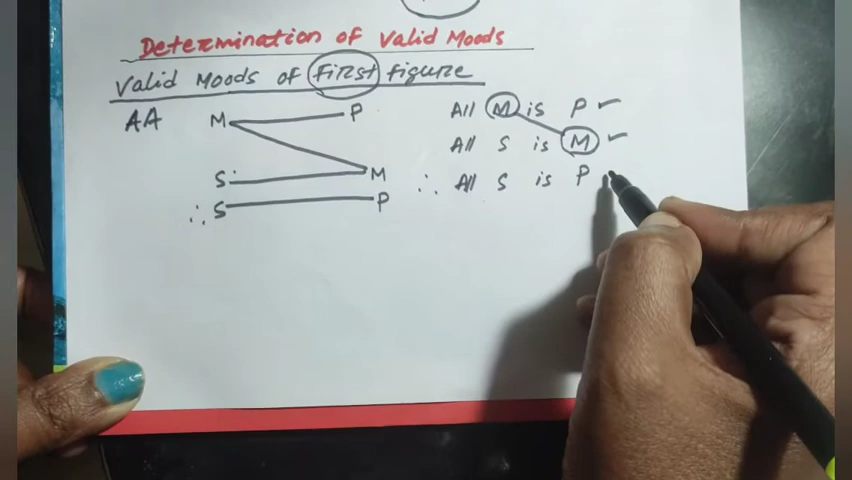 Determination of Valid Moods
Valid Moods of first figure
AA M P All M is P
S M All S is M
∴ S P ∴ All S is P